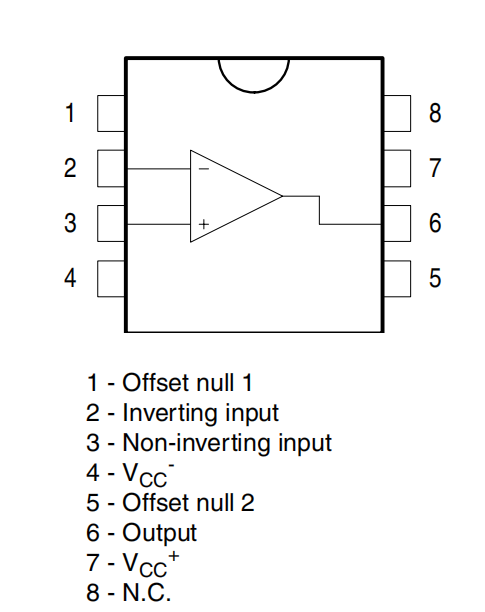 1 8
2 − 7
3 + 6
4 5
1 - Offset null 1
2 - Inverting input
3 - Non-inverting input
4 - VCC-
5 - Offset null 2
6 - Output
7 - VCC+
8 - N.C.